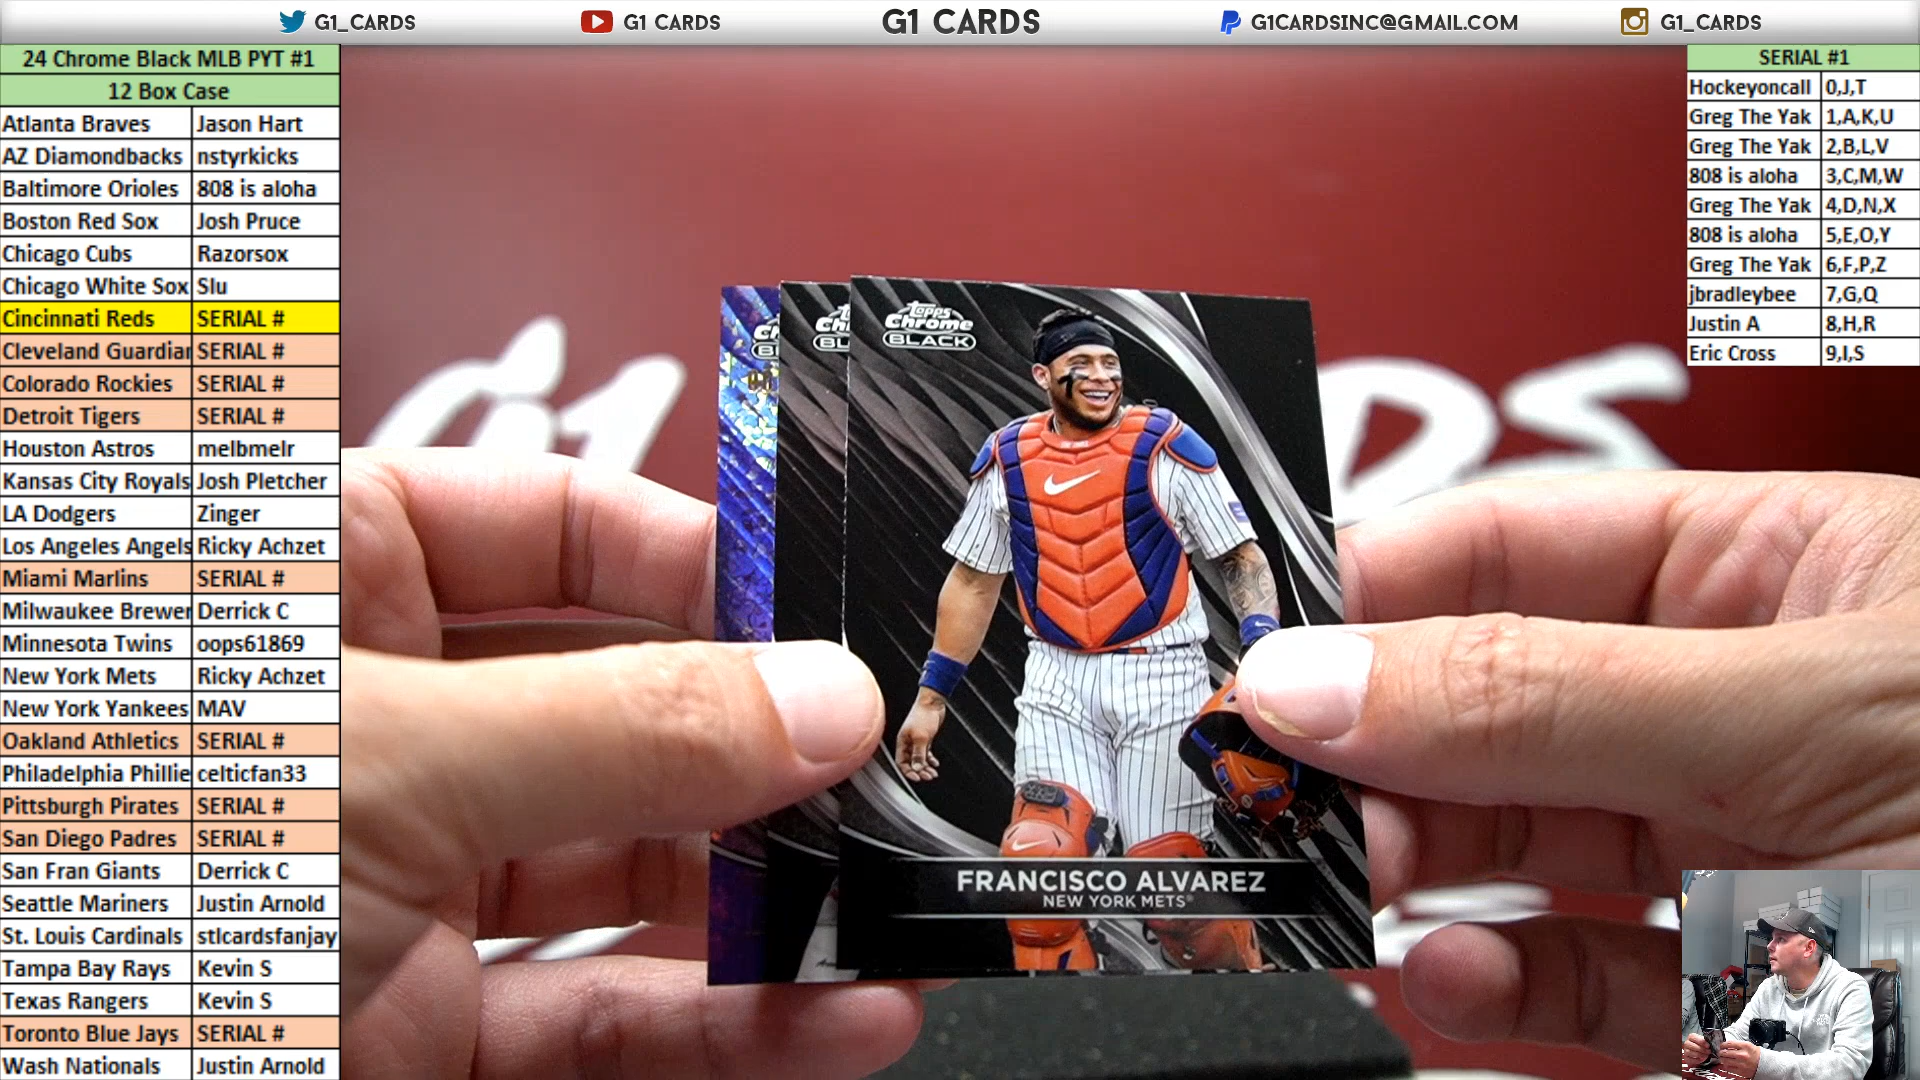 G1_CARDS
G1 CARDS
G1 CARDS
G1CARDSINC@GMAIL.COM
G1_CARDS
24 Chrome Black MLB PYT #1
12 Box Case
Atlanta Braves Jason Hart
AZ Diamondbacks nstyrkicks
Baltimore Orioles 808 is aloha
Boston Red Sox Josh Pruce
Chicago Cubs Razorsox
Chicago White Sox Slu
Cincinnati Reds SERIAL #
Cleveland Guardian SERIAL #
Colorado Rockies SERIAL #
Detroit Tigers SERIAL #
Houston Astros melbmelr
Kansas City Royals Josh Pletcher
LA Dodgers Zinger
Los Angeles Angels Ricky Achzet
Miami Marlins SERIAL #
Milwaukee Brewer Derrick C
Minnesota Twins oops61869
New York Mets Ricky Achzet
New York Yankees MAV
Oakland Athletics SERIAL #
Philadelphia Phillie celticfan33
Pittsburgh Pirates SERIAL #
San Diego Padres SERIAL #
San Fran Giants Derrick C
Seattle Mariners Justin Arnold
St. Louis Cardinals stlcardsfanjay
Tampa Bay Rays Kevin S
Texas Rangers Kevin S
Toronto Blue Jays SERIAL #
Wash Nationals Justin Arnold
SERIAL #1
Hockeyoncall 0,J,T
Greg The Yak 1,A,K,U
Greg The Yak 2,B,L,V
808 is aloha 3,C,M,W
Greg The Yak 4,D,N,X
808 is aloha 5,E,O,Y
Greg The Yak 6,F,P,Z
jbradleybee 7,G,Q
Justin A 8,H,R
Eric Cross 9,I,S
Topps
Chrome
BLACK
FRANCISCO ALVAREZ
NEW YORK METS